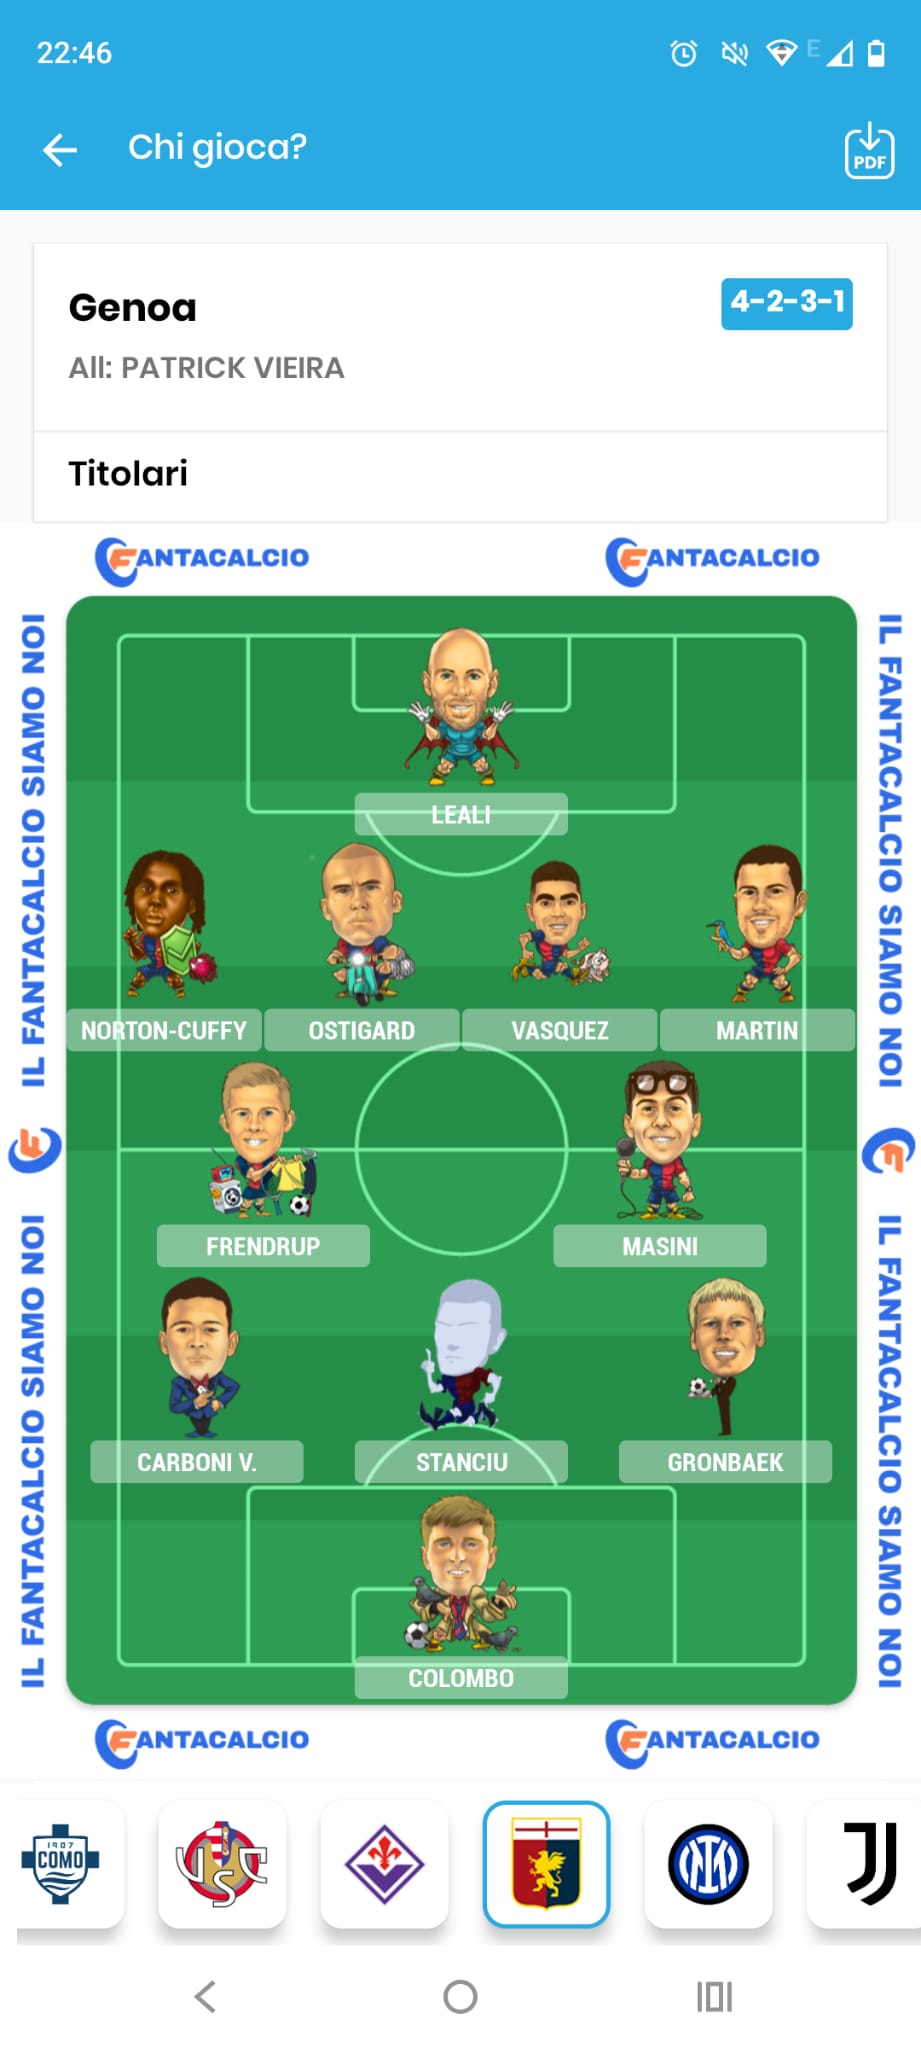 22:46
E
Chi gioca?
PDF
Genoa
4-2-3-1
All: PATRICK VIEIRA
Titolari
FANTACALCIO
FANTACALCIO
IL FANTACALCIO SIAMO NOI
IL FANTACALCIO SIAMO NOI
LEALI
NORTON-CUFFY
OSTIGARD
VASQUEZ
MARTIN
FRENDRUP
MASINI
IL FANTACALCIO SIAMO NOI
IL FANTACALCIO SIAMO NOI
CARBONI V.
STANCIU
GRONBAEK
COLOMBO
FANTACALCIO
FANTACALCIO
1907
COMO
USC